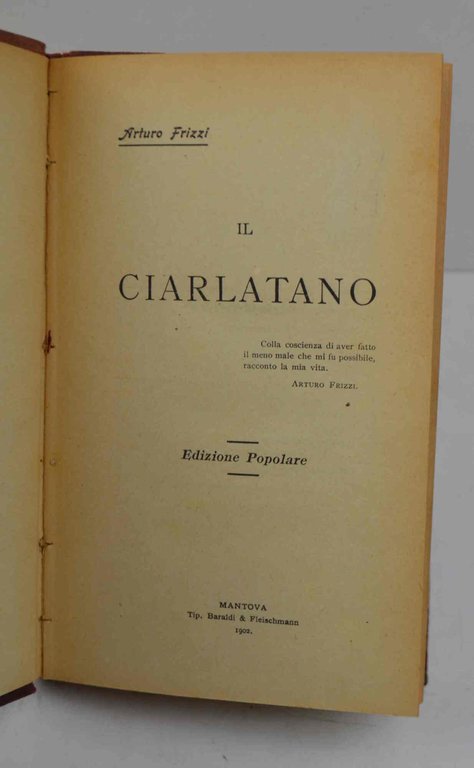 Arturo Frizzi
IL
CIARLATANO
Colla coscienza di aver fatto
il meno male che mi fu possibile,
racconto la mia vita.
ARTURO FRIZZI.
Edizione Popolare
MANTOVA
Tip. Baraldi & Fleischmann
1902.